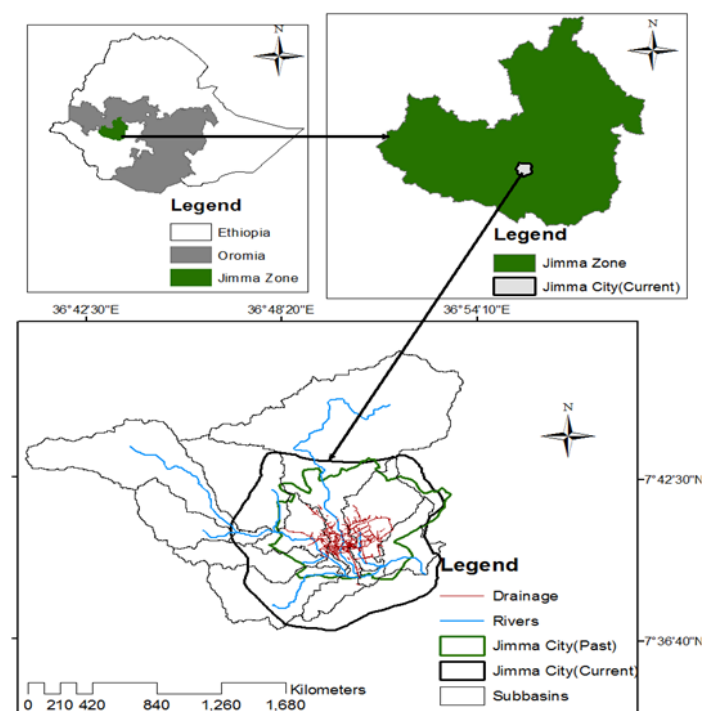 N
Legend
Ethiopia
Oromia
Jimma Zone
N
Legend
Jimma Zone
Jimma City(Current)
36°42'30"E
36°48'20"E
36°54'10"E
N
7°42'30"N
7°36'40"N
Legend
Drainage
Rivers
Jimma City(Past)
Jimma City(Current)
Subbasins
Kilometers
0 210 420 840 1,260 1,680